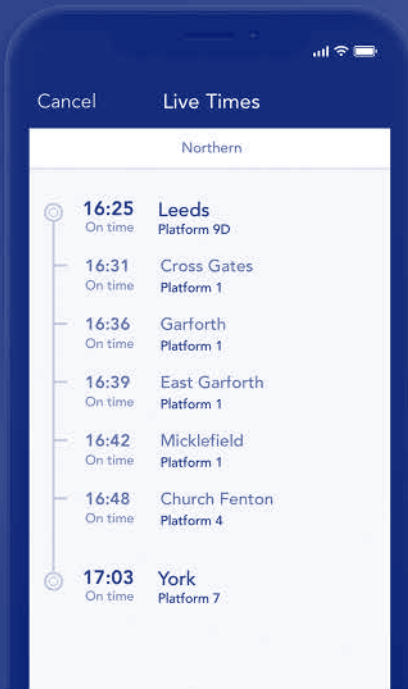 Cancel Live Times
Northern
16:25 Leeds
On time Platform 9D
16:31 Cross Gates
On time Platform 1
16:36 Garforth
On time Platform 1
16:39 East Garforth
On time Platform 1
16:42 Micklefield
On time Platform 1
16:48 Church Fenton
On time Platform 4
17:03 York
On time Platform 7